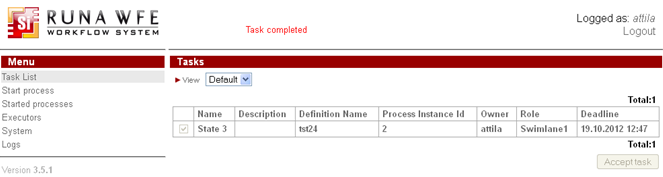 RUNA WFE
WORKFLOW SYSTEM
Task completed
Logged as: attila
Logout
Menu
Task List
Start process
Started processes
Executors
System
Logs
Version 3.5.1
Tasks
View Default
Total:1
Name Description Definition Name Process Instance Id Owner Role Deadline
State 3 tst24 2 attila Swimlane1 19.10.2012 12:47
Total:1
Accept task